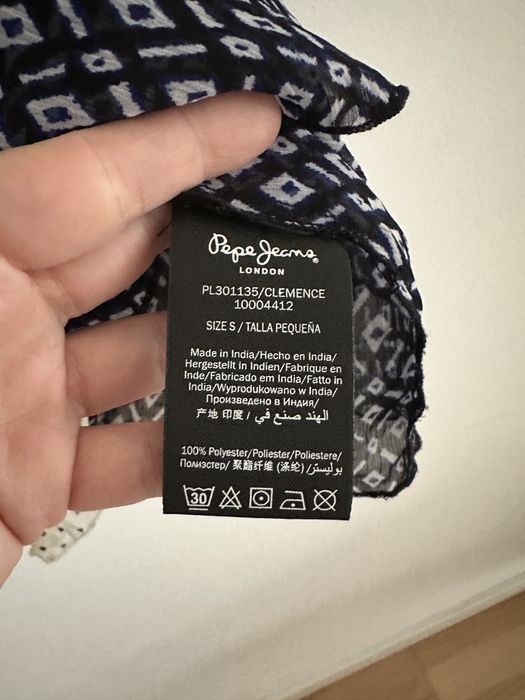 Pepe Jeans
LONDON
PL301135/CLEMENCE
10004412
SIZE S / TALLA PEQUEÑA
Made in India/Hecho en India/
Hergestellt in Indien/Fabrique en
Inde/Fabricado em India/Fatto in
India/Wyprodukowano w India/
Произведено в Индия/
产地 印度 / الهند صنع في/
100% Polyester/Poliester/Poliestere/
Полиэстер/ 聚酯纤维 (涤纶) /بوليستر/
30